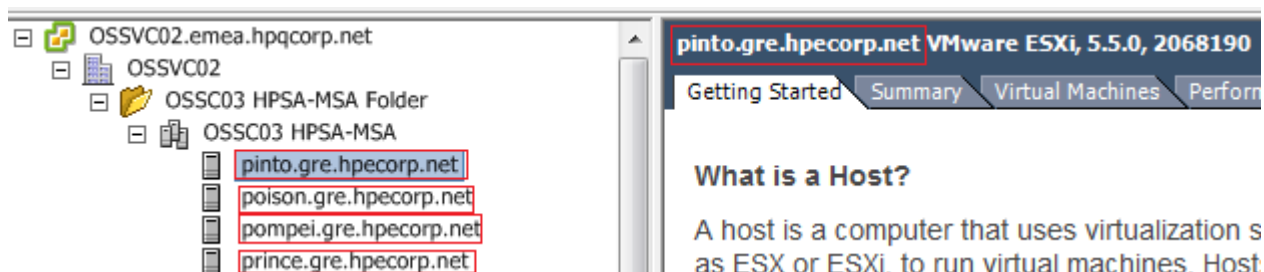 OSSVC02.emea.hpqcorp.net
OSSVC02
OSSC03 HPSA-MSA Folder
OSSC03 HPSA-MSA
pinto.gre.hpecorp.net
poison.gre.hpecorp.net
pompei.gre.hpecorp.net
prince.gre.hpecorp.net
pinto.gre.hpecorp.net VMware ESXi, 5.5.0, 2068190
Getting Started Summary Virtual Machines Perforn
What is a Host?
A host is a computer that uses virtualization s
as ESX or ESXi, to run virtual machines. Hosts